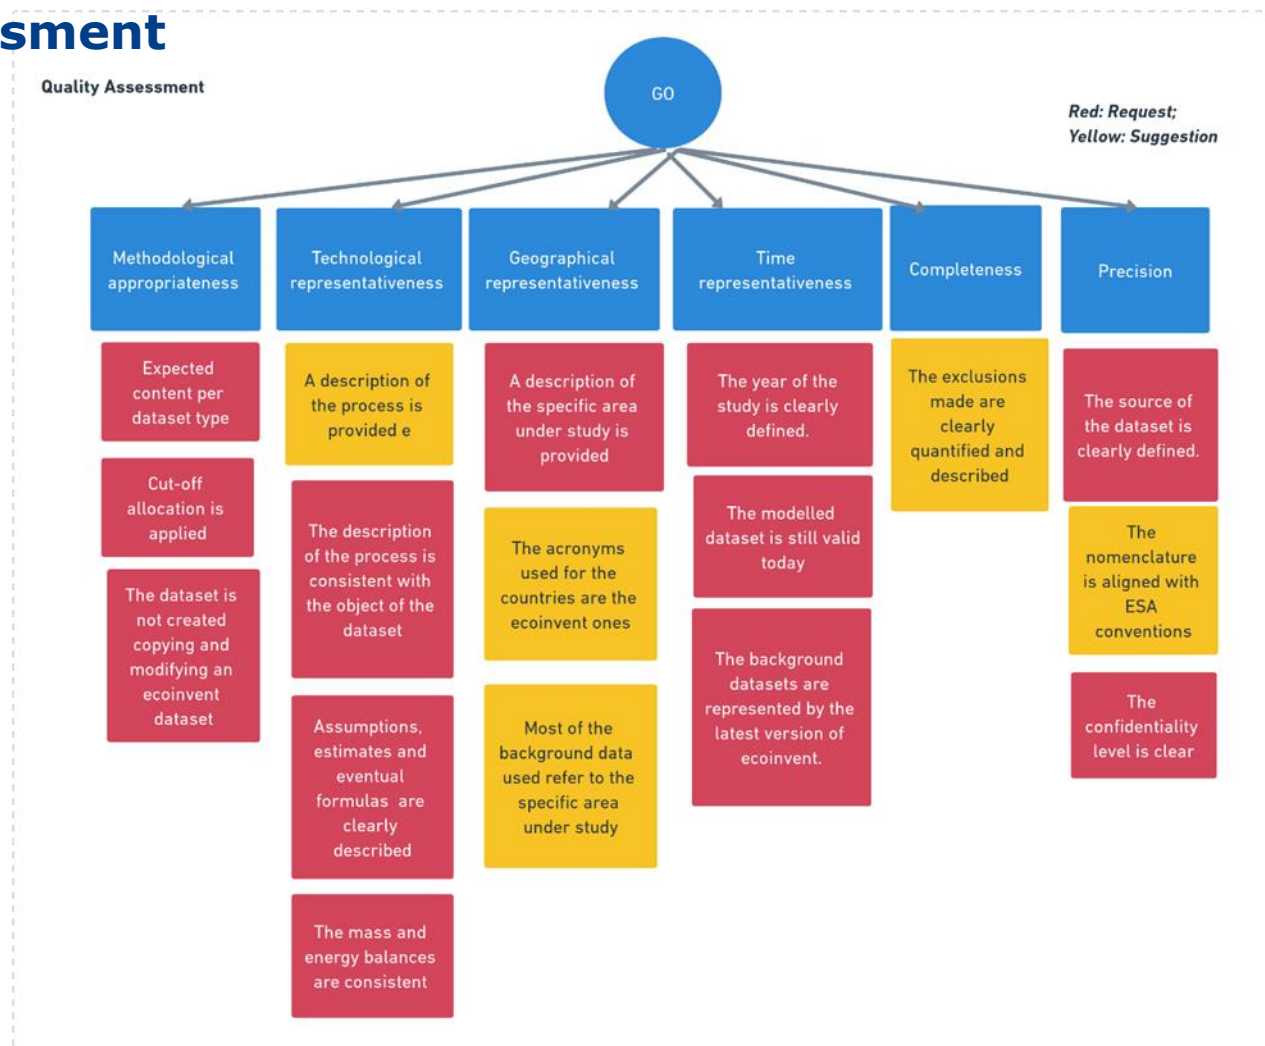 sment
Quality Assessment
GO
Red: Request;
Yellow: Suggestion
Methodological
appropriateness
Technological
representativeness
Geographical
representativeness
Time
representativeness
Completeness
Precision
Expected
content per
dataset type
Cut-off
allocation is
applied
The dataset is
not created
copying and
modifying an
ecoinvent
dataset
A description of
the process is
provided e
The description
of the process is
consistent with
the object of the
dataset
Assumptions,
estimates and
eventual
formulas are
clearly
described
The mass and
energy balances
are consistent
A description of
the specific area
under study is
provided
The acronyms
used for the
countries are the
ecoinvent ones
Most of the
background data
used refer to the
specific area
under study
The year of the
study is clearly
defined.
The modelled
dataset is still valid
today
The background
datasets are
represented by the
latest version of
ecoinvent.
The exclusions
made are
clearly
quantified and
described
The source of
the dataset is
clearly defined.
The
nomenclature
is aligned with
ESA
conventions
The
confidentiality
level is clear